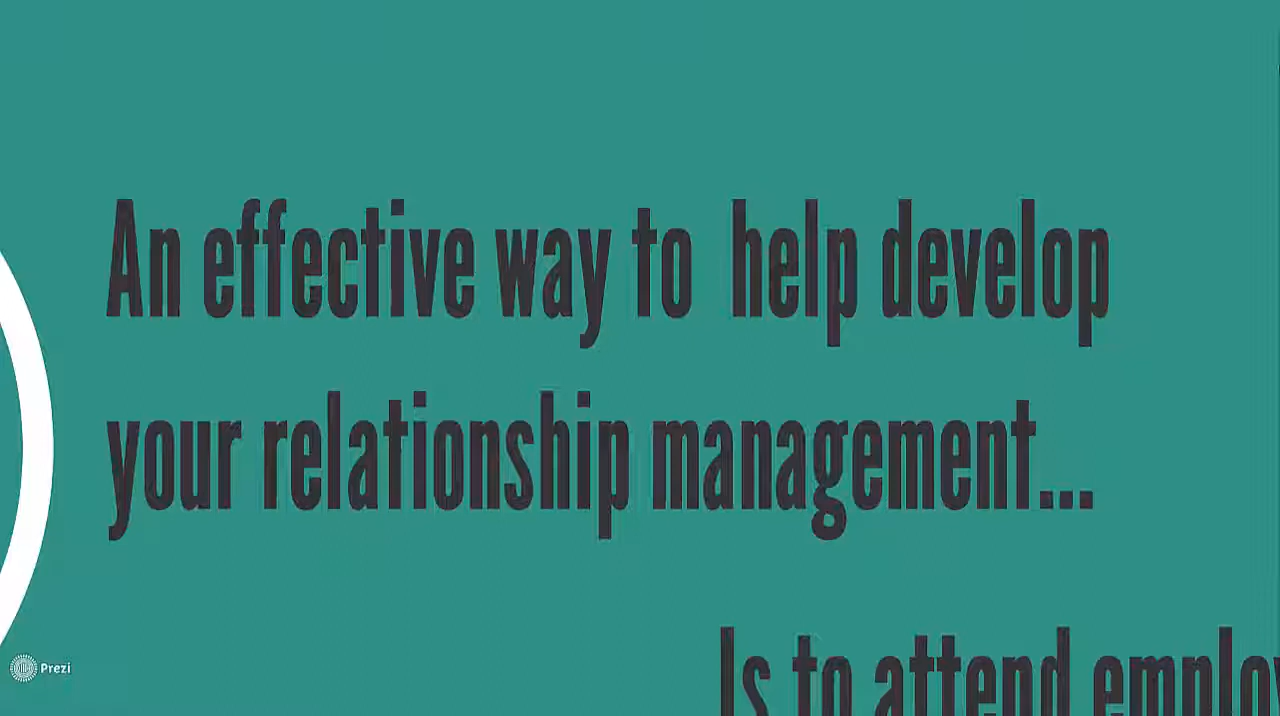 An effective way to help develop
your relationship management...
Is to attend
Prezi